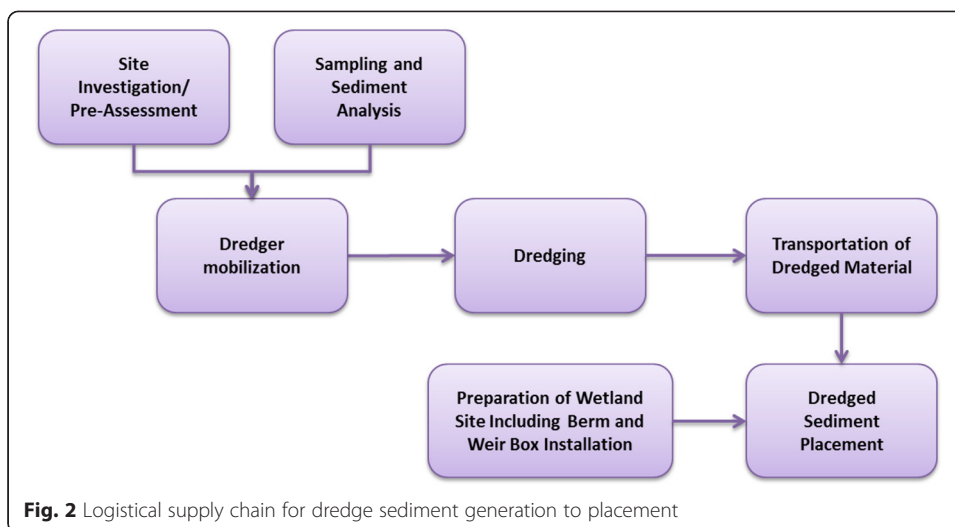 Site
Investigation/
Pre-Assessment
Sampling and
Sediment
Analysis
Dredger
mobilization
Dredging
Transportation of
Dredged Material
Preparation of Wetland
Site Including Berm and
Weir Box Installation
Dredged
Sediment
Placement
Fig. 2 Logistical supply chain for dredge sediment generation to placement